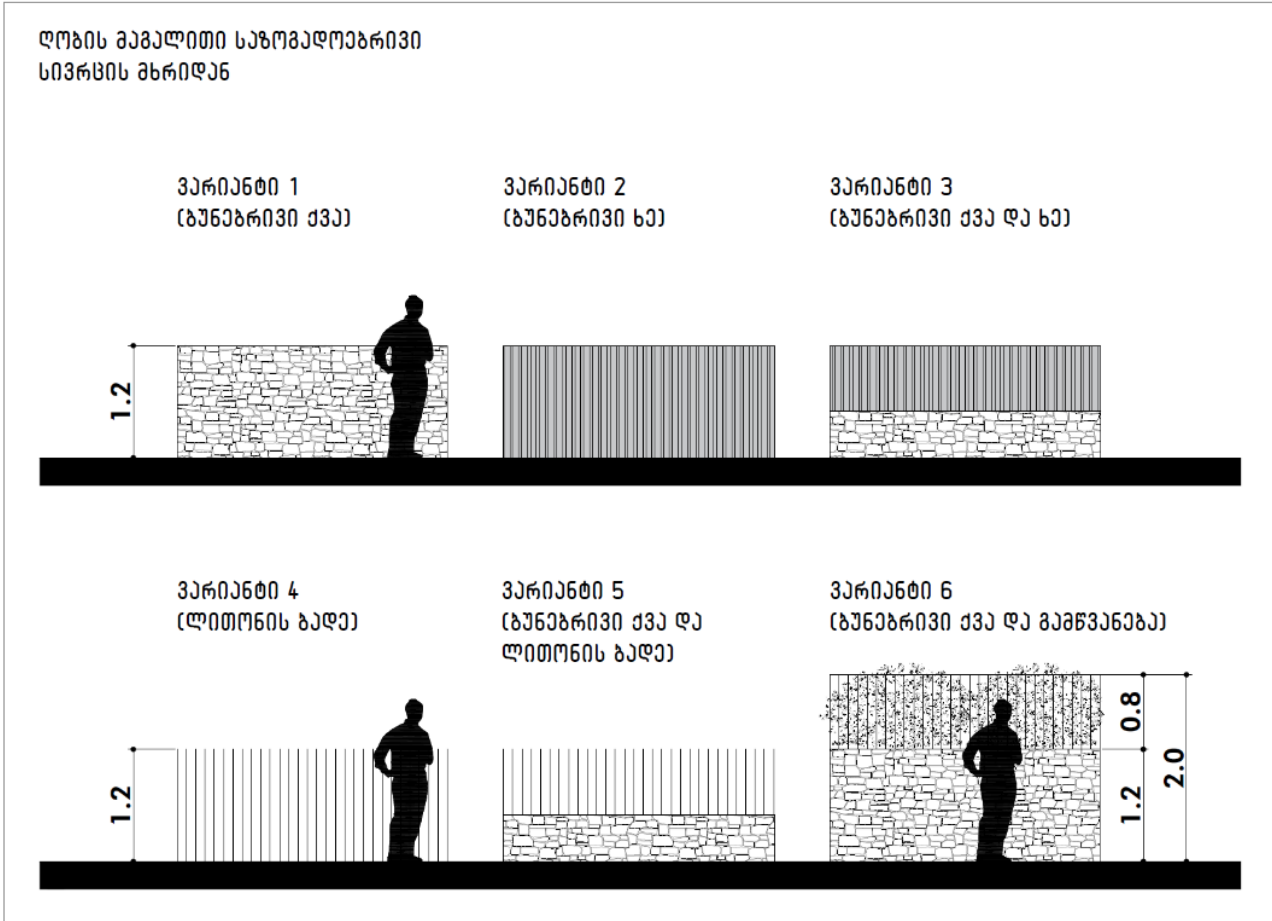 ღობის მაგალითი საზოგადოებრივი
სივრცის მხრიდან
ვარიანტი 1
(ბუნებრივი ქვა)
ვარიანტი 2
(ბუნებრივი ხე)
ვარიანტი 3
(ბუნებრივი ქვა და ხე)
1.2
ვარიანტი 4
(ლითონის ბადე)
ვარიანტი 5
(ბუნებრივი ქვა და
ლითონის ბადე)
ვარიანტი 6
(ბუნებრივი ქვა და გამწვანება)
1.2
0.8
1.2
2.0